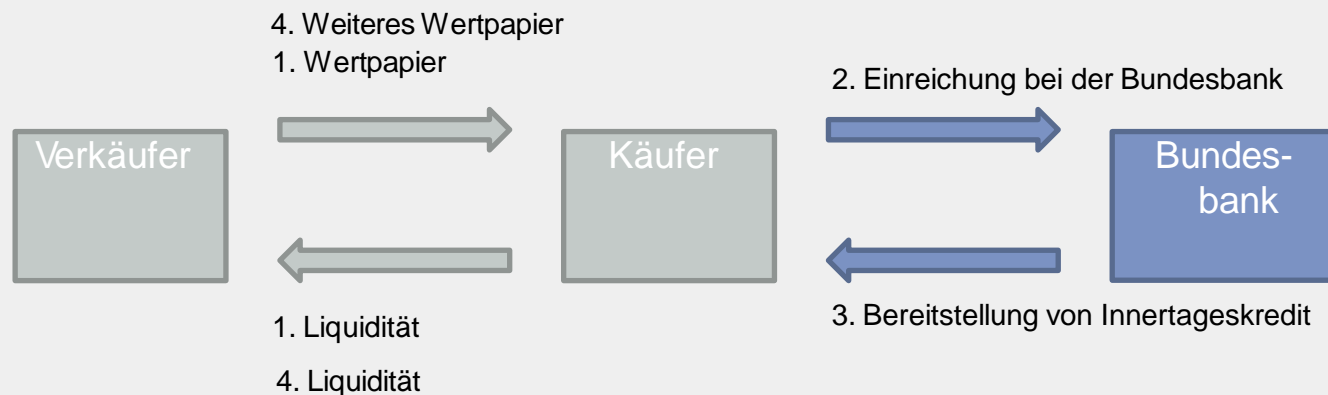 4. Weiteres Wertpapier
1. Wertpapier
2. Einreichung bei der Bundesbank
Verkäufer
Käufer
Bundes-
bank
1. Liquidität
3. Bereitstellung von Innertageskredit
4. Liquidität